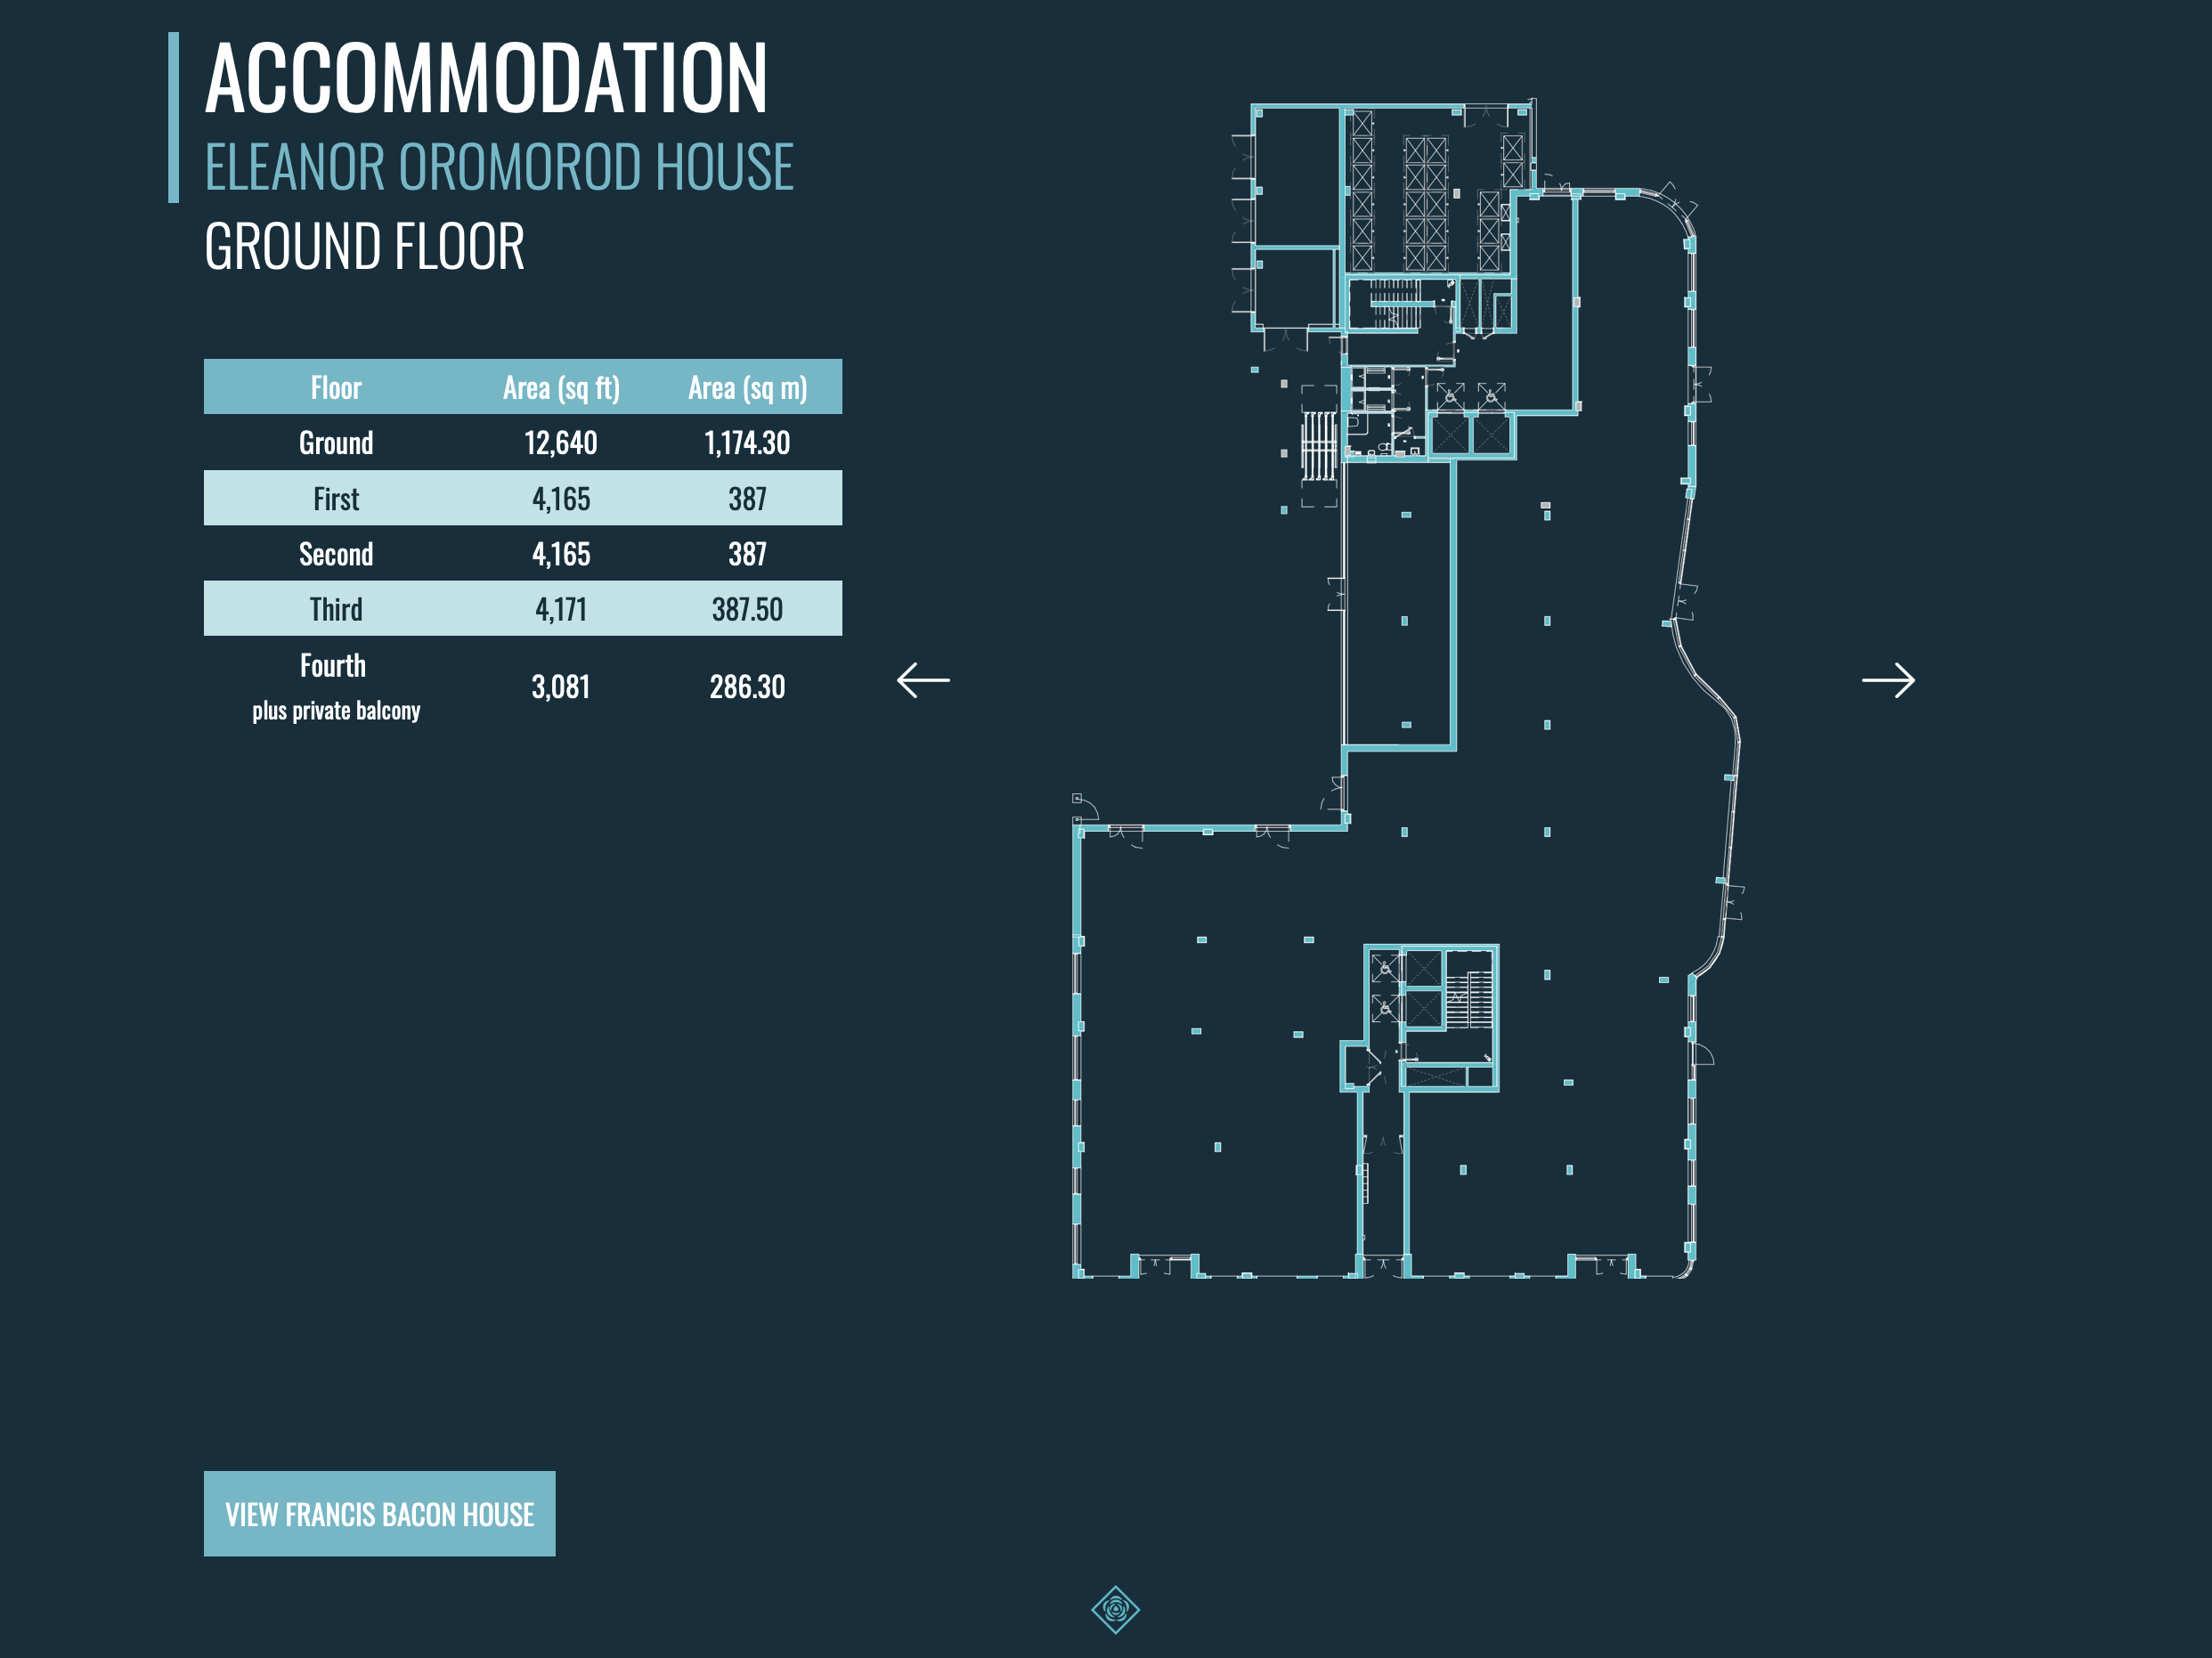 ACCOMMODATION
ELEANOR OROMOROD HOUSE
GROUND FLOOR
Floor Area (sq ft) Area (sq m)
Ground 12,640 1,174.30
First 4,165 387
Second 4,165 387
Third 4,171 387.50
Fourth
plus private balcony 3,081 286.30
VIEW FRANCIS BACON HOUSE